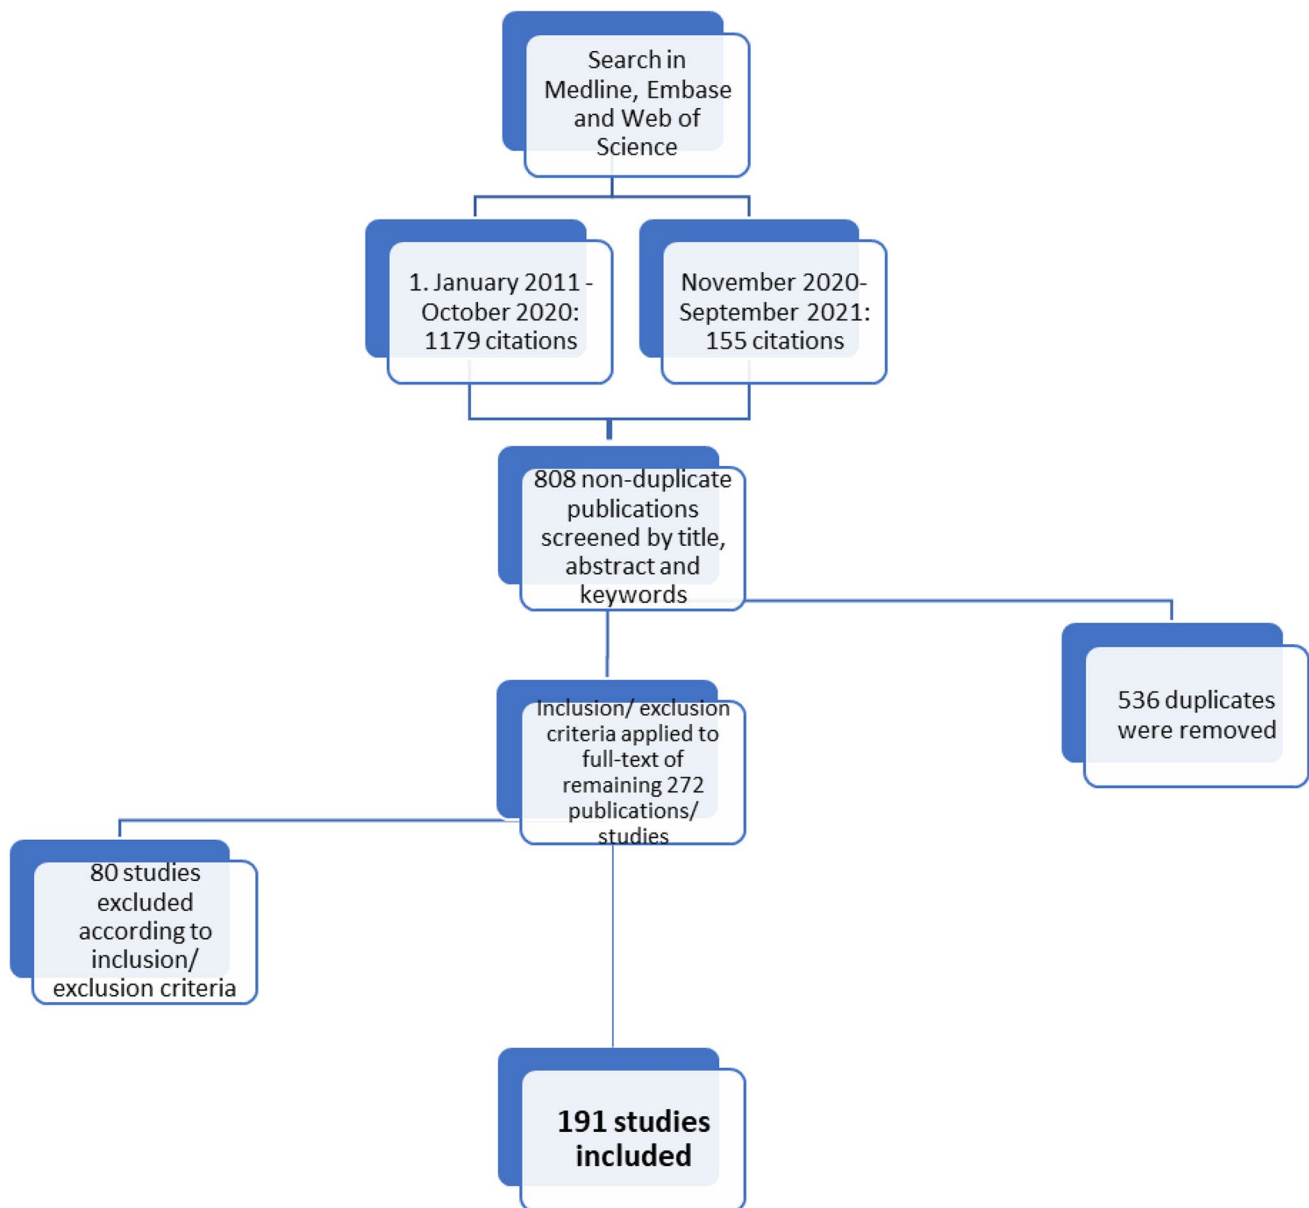 Search in
Medline, Embase
and Web of
Science
1. January 2011 -
October 2020:
1179 citations
November 2020-
September 2021:
155 citations
808 non-duplicate
publications
screened by title,
abstract and
keywords
536 duplicates
were removed
Inclusion/ exclusion
criteria applied to
full-text of
remaining 272
publications/
studies
80 studies
excluded
according to
inclusion/
exclusion criteria
191 studies
included